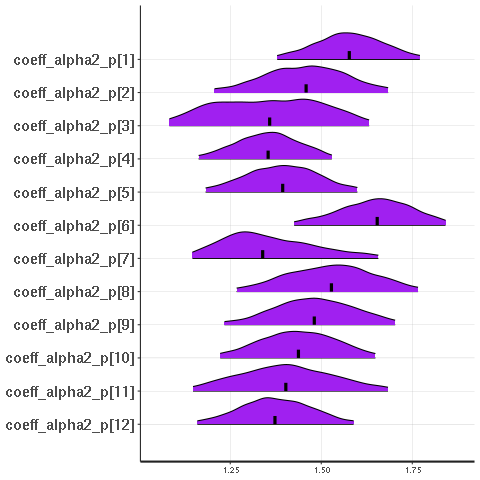 coeff_alpha2_p[1]
coeff_alpha2_p[2]
coeff_alpha2_p[3]
coeff_alpha2_p[4]
coeff_alpha2_p[5]
coeff_alpha2_p[6]
coeff_alpha2_p[7]
coeff_alpha2_p[8]
coeff_alpha2_p[9]
coeff_alpha2_p[10]
coeff_alpha2_p[11]
coeff_alpha2_p[12]
1.25 1.50 1.75